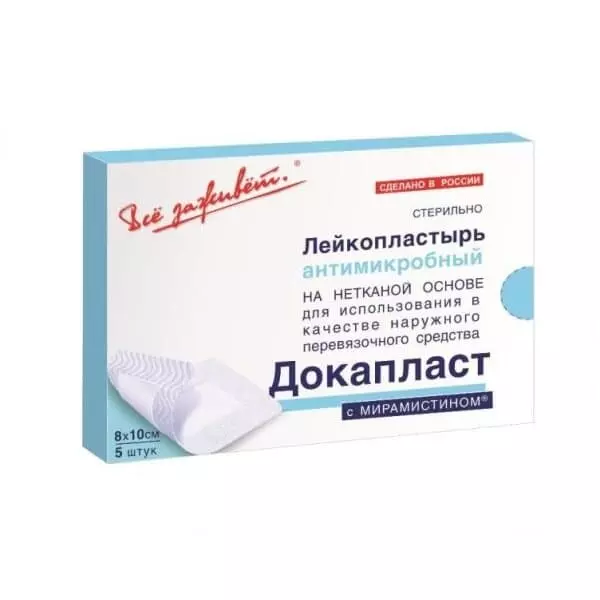 Всё заживёт.®
СДЕЛАНО В РОССИИ
СТЕРИЛЬНО
Лейкопластырь
антимикробный
НА НЕТКАНОЙ ОСНОВЕ
для использования в
качестве наружного
перевязочного средства
Докапласт
с МИРАМИСТИНОМ®
8х10см
5 штук